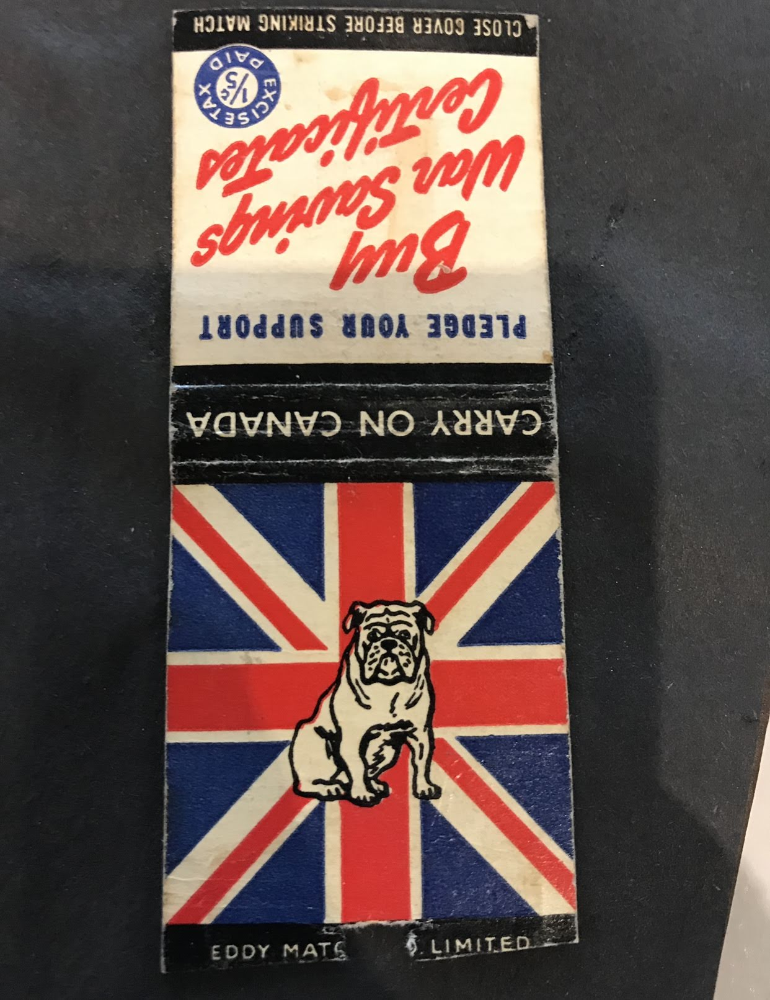 CLOSE COVER BEFORE STRIKING MATCH
EXCISE TAX
PAID
1/5¢
PLEDGE YOUR SUPPORT
Buy
War Savings
Certificates
CARRY ON CANADA
EDDY LIMITED